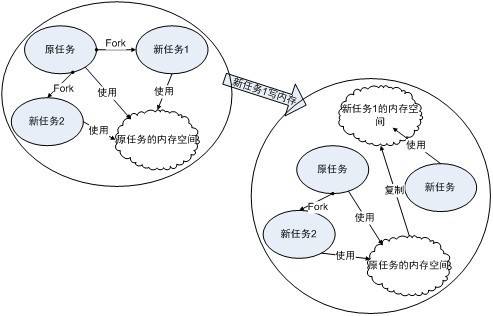 原任务
Fork
新任务1
Fork
使用
使用
新任务2
使用
原任务的内存空间
新任务1写内存
新任务1的内存空
间
使用
原任务
复制
新任务
Fork
使用
新任务2
使用
原任务的内存空间